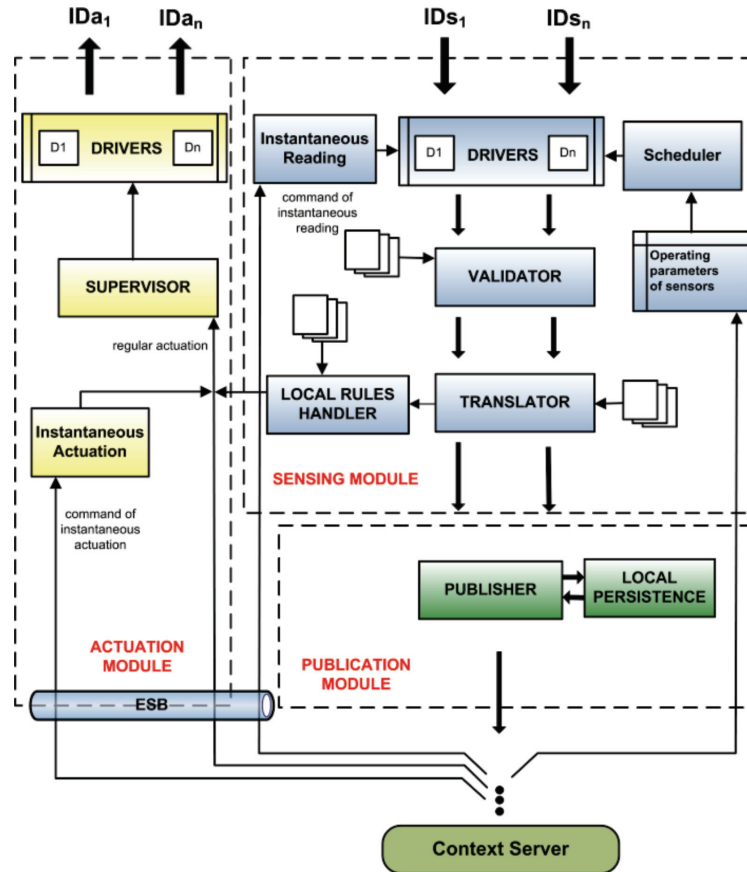 IDa1 IDan IDs1 IDsn
D1 DRIVERS Dn
Instantaneous
Reading
D1 DRIVERS Dn
Scheduler
command of
instantaneous
reading
Operating
parameters
of sensors
VALIDATOR
SUPERVISOR
regular actuation
LOCAL RULES
HANDLER
TRANSLATOR
Instantaneous
Actuation
SENSING MODULE
command of
instantaneous
actuation
PUBLISHER
LOCAL
PERSISTENCE
ACTUATION
MODULE
PUBLICATION
MODULE
ESB
Context Server